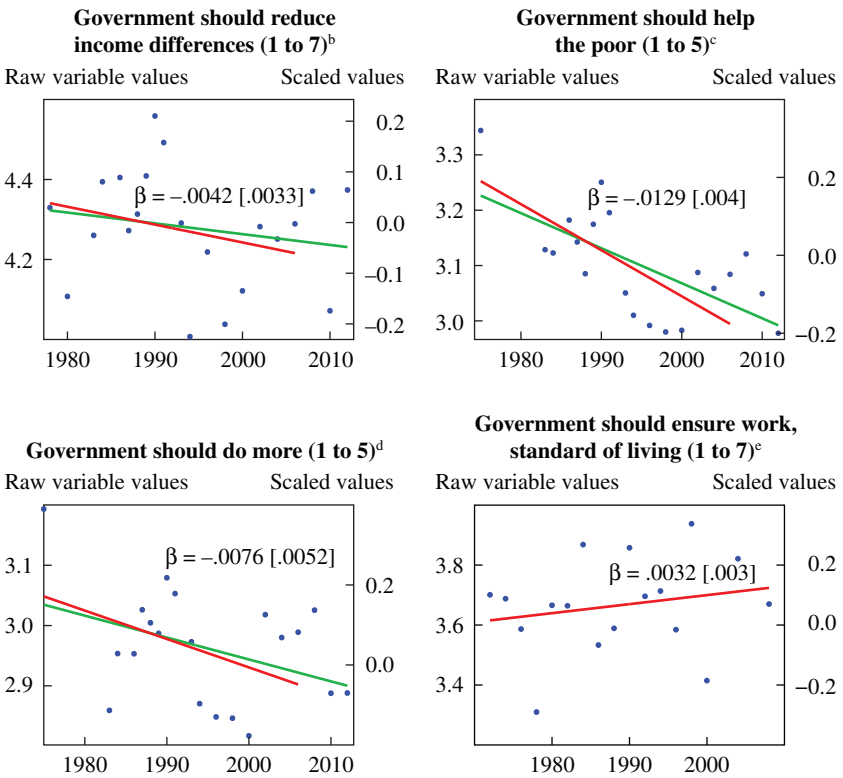 Government should reduce
income differences (1 to 7)ᵇ
Raw variable values Scaled values
4.4
4.2
0.2
0.1
0.0
−0.1
−0.2
β = –.0042 [.0033]
1980 1990 2000 2010
Government should help
the poor (1 to 5)ᶜ
Raw variable values Scaled values
3.3
3.2
3.1
3.0
0.2
0.0
−0.2
β = –.0129 [.004]
1980 1990 2000 2010
Government should do more (1 to 5)ᵈ
Raw variable values Scaled values
3.1
3.0
2.9
0.2
0.0
β = –.0076 [.0052]
1980 1990 2000 2010
Government should ensure work,
standard of living (1 to 7)ᵉ
Raw variable values Scaled values
3.8
3.6
3.4
0.2
0.0
−0.2
β = .0032 [.003]
1980 1990 2000